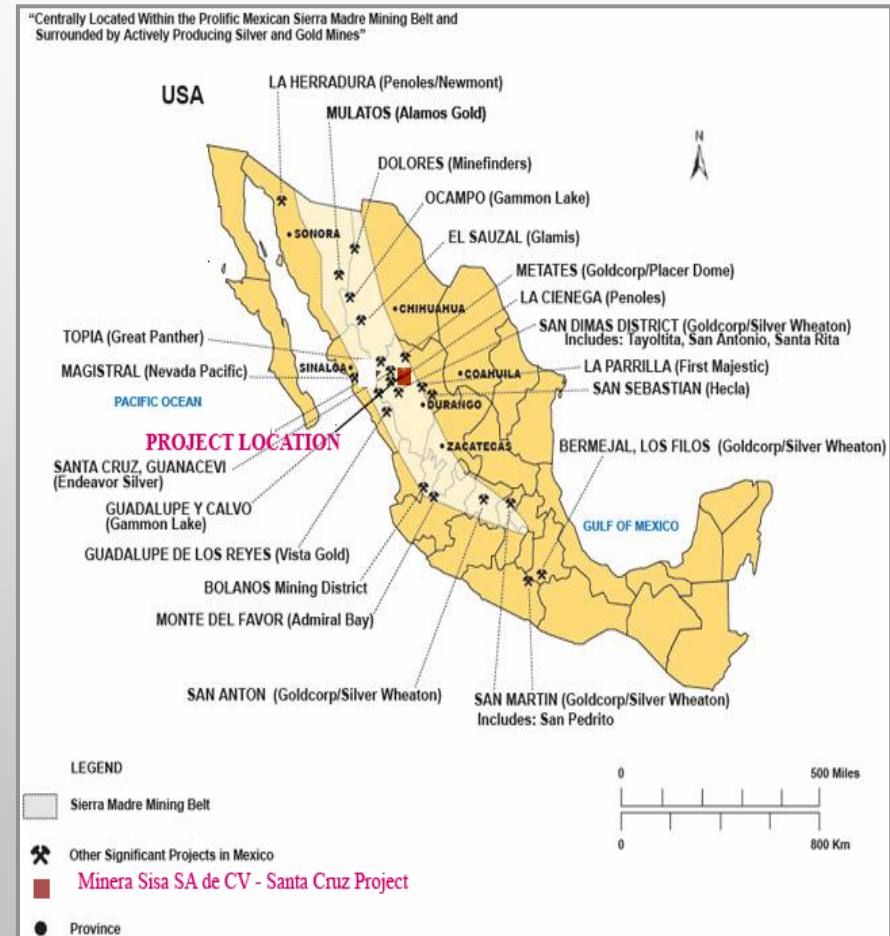 “Centrally Located Within the Prolific Mexican Sierra Madre Mining Belt and
Surrounded by Actively Producing Silver and Gold Mines”
LA HERRADURA (Penoles/Newmont)
USA
MULATOS (Alamos Gold)
N
DOLORES (Minefinders)
OCAMPO (Gammon Lake)
SONORA
EL SAUZAL (Glamis)
METATES (Goldcorp/Placer Dome)
LA CIENEGA (Penoles)
CHIHUAHUA
SAN DIMAS DISTRICT (Goldcorp/Silver Wheaton)
Includes: Tayoltita, San Antonio, Santa Rita
TOPIA (Great Panther)
LA PARRILLA (First Majestic)
MAGISTRAL (Nevada Pacific)
SINALOA
COAHUILA
SAN SEBASTIAN (Hecla)
PACIFIC OCEAN
DURANGO
PROJECT LOCATION
ZACATECAS
BERMEJAL, LOS FILOS (Goldcorp/Silver Wheaton)
SANTA CRUZ, GUANACEVI
(Endeavor Silver)
GUADALUPE Y CALVO
(Gammon Lake)
GULF OF MEXICO
GUADALUPE DE LOS REYES (Vista Gold)
BOLANOS Mining District
MONTE DEL FAVOR (Admiral Bay)
SAN ANTON (Goldcorp/Silver Wheaton)
SAN MARTIN (Goldcorp/Silver Wheaton)
Includes: San Pedrito
LEGEND
0 500 Miles
Sierra Madre Mining Belt
0 800 Km
Other Significant Projects in Mexico
Minera Sisa SA de CV - Santa Cruz Project
Province